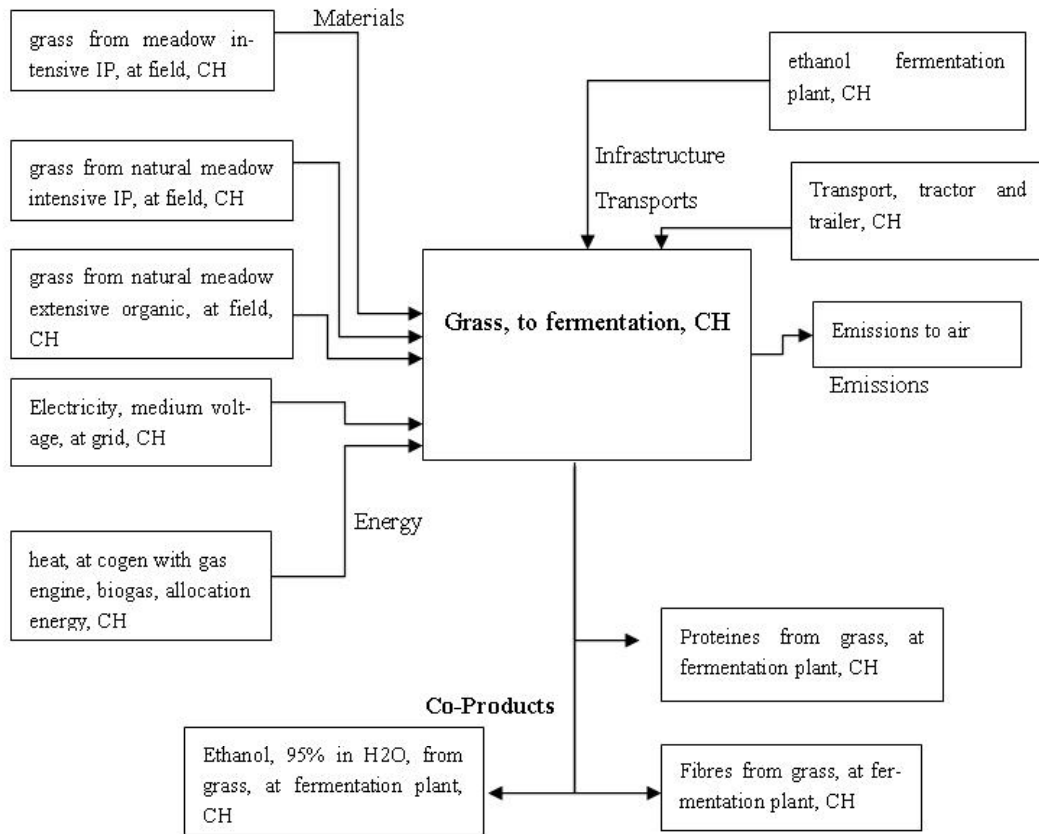 Materials
grass from meadow in-
tensive IP, at field, CH
ethanol fermentation
plant, CH
grass from natural meadow
intensive IP, at field, CH
Infrastructure
Transports
Transport, tractor and
trailer, CH
grass from natural meadow
extensive organic, at field,
CH
Grass, to fermentation, CH
Emissions to air
Emissions
Electricity, medium volt-
age, at grid, CH
Energy
heat, at cogen with gas
engine, biogas, allocation
energy, CH
Proteines from grass, at
fermentation plant, CH
Co-Products
Ethanol, 95% in H2O, from
grass, at fermentation plant,
CH
Fibres from grass, at fer-
mentation plant, CH